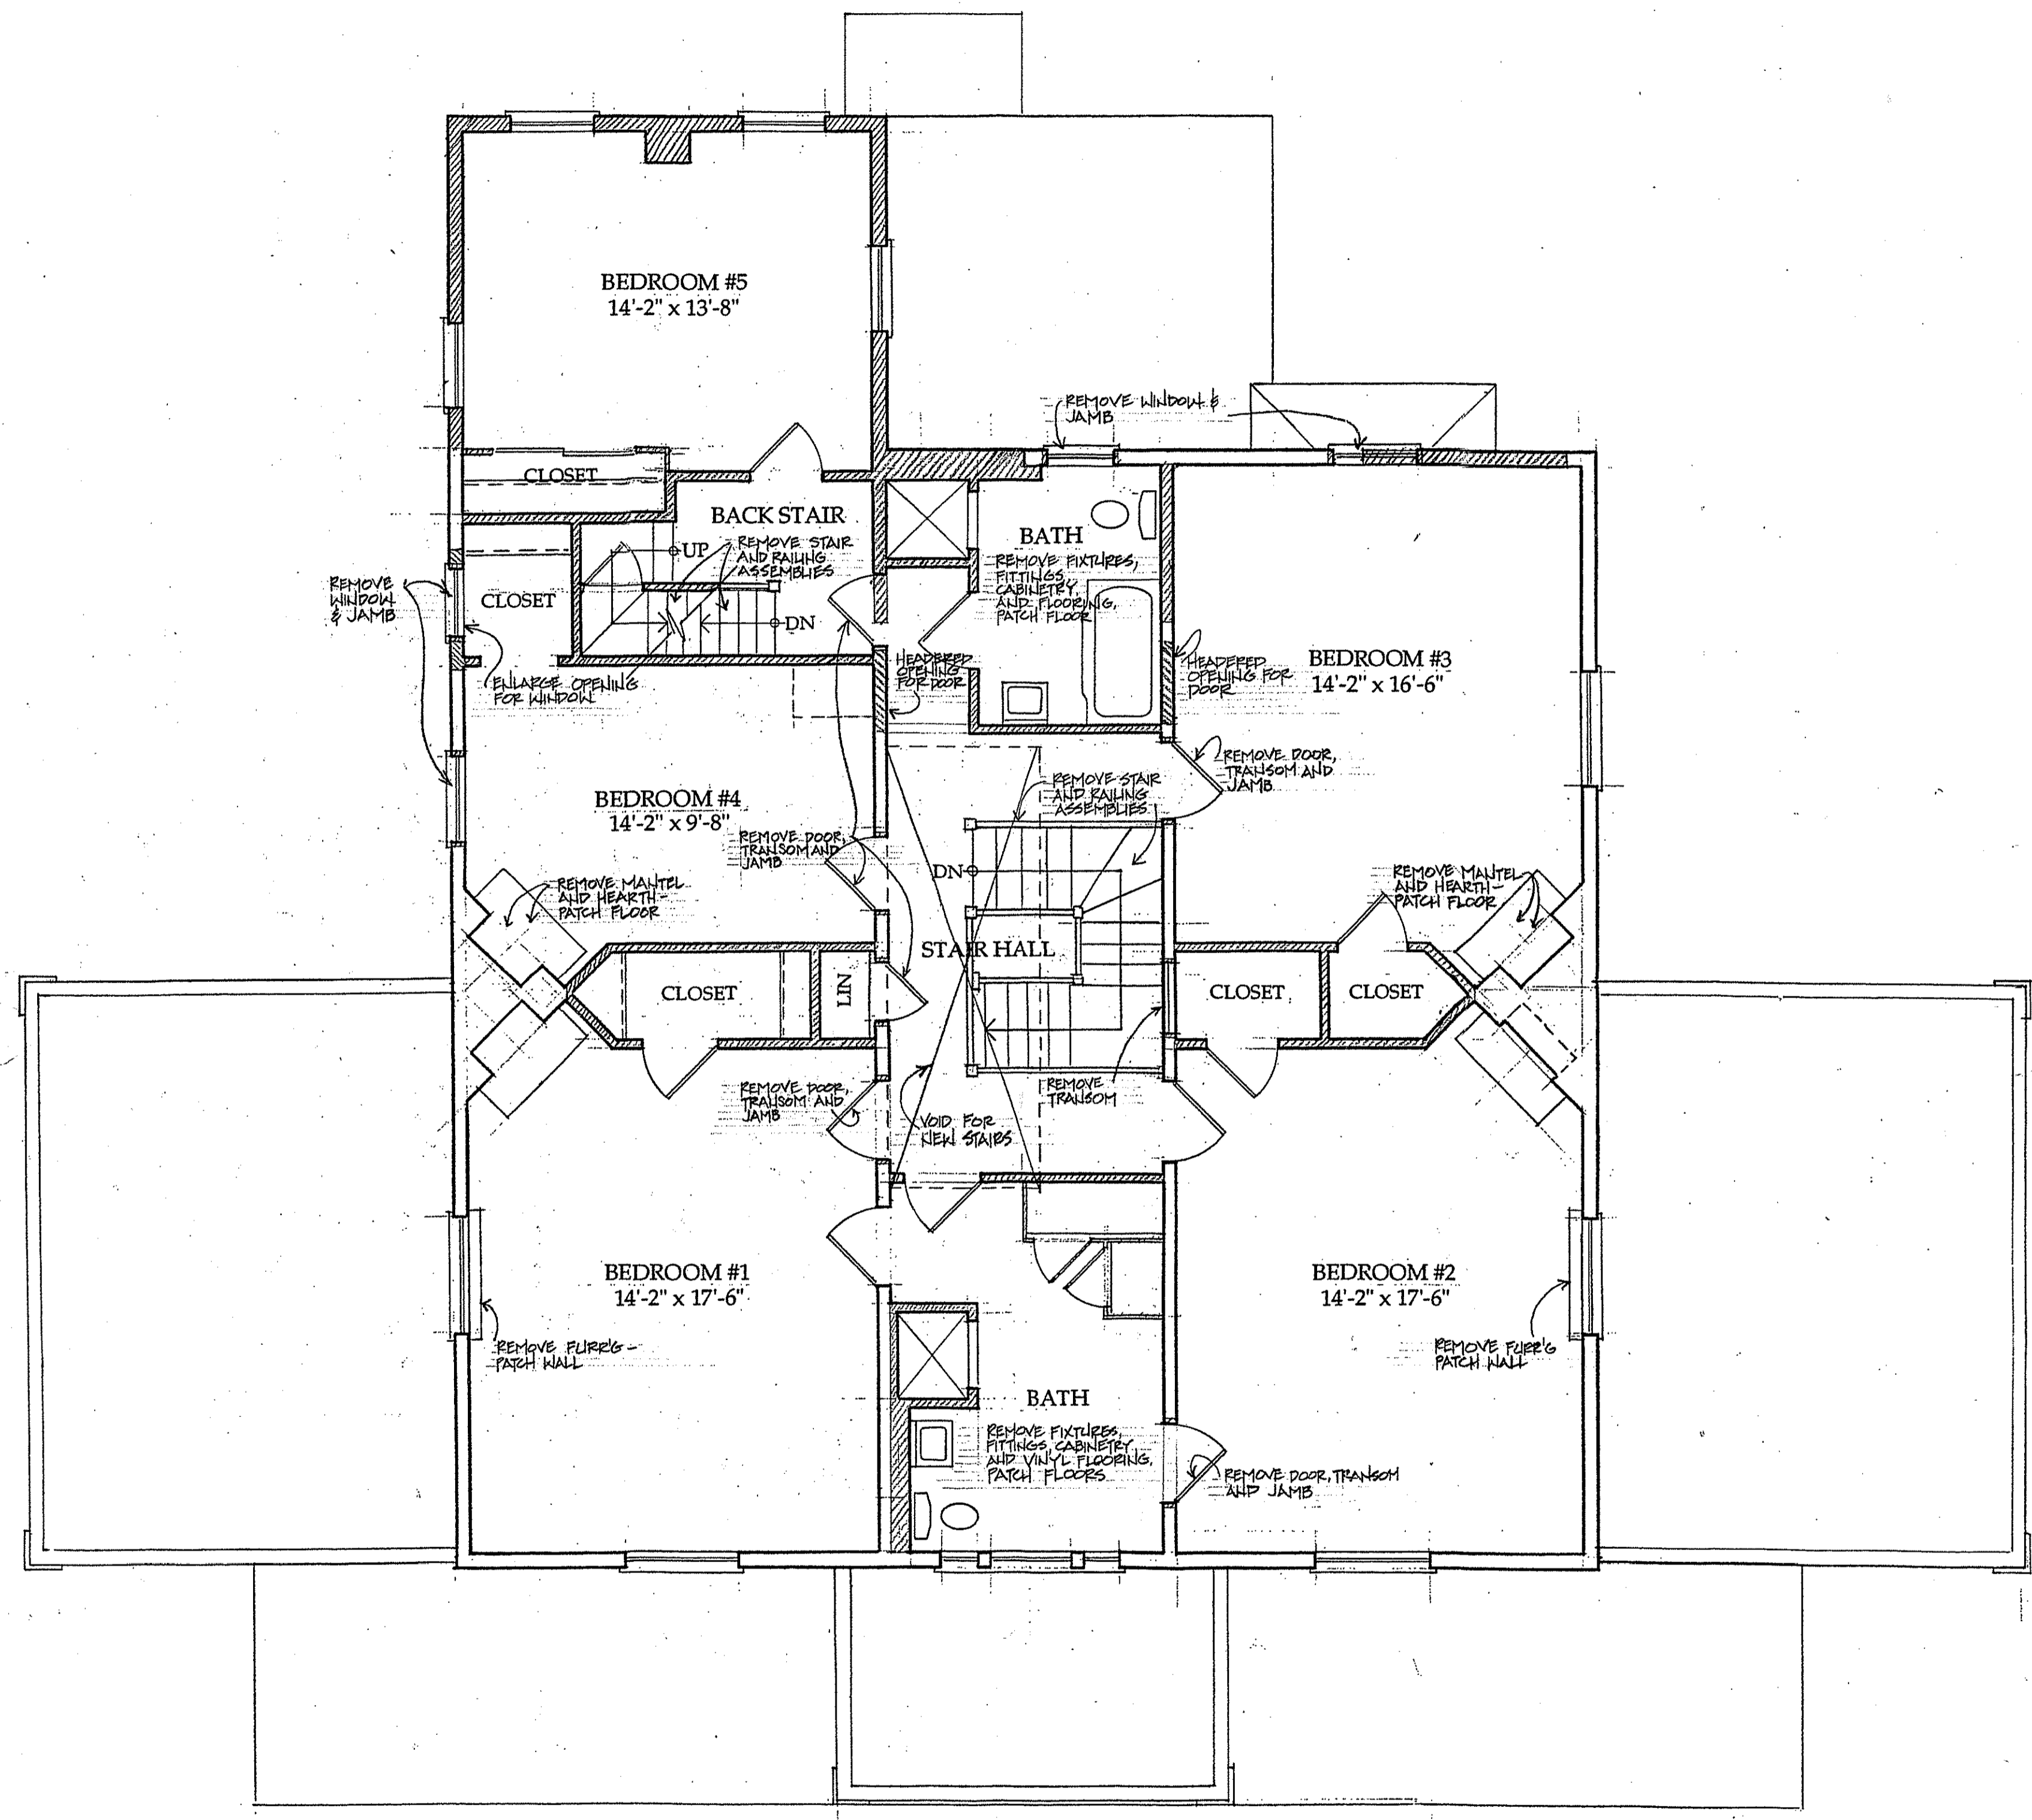 BEDROOM #5
14'-2" x 13'-8"
REMOVE WINDOW &
JAMB
CLOSET
BACK STAIR
UP
REMOVE STAIR
AND RAILING
ASSEMBLIES
DN
BATH
REMOVE FIXTURES,
FITTINGS,
CABINETRY,
AND FLOORING,
PATCH FLOOR
REMOVE
WINDOW
& JAMB
CLOSET
ENLARGE OPENING
FOR WINDOW
HEADERED
OPENING
FOR DOOR
HEADERED
OPENING FOR
DOOR
BEDROOM #3
14'-2" x 16'-6"
REMOVE DOOR,
TRANSOM AND
JAMB
BEDROOM #4
14'-2" x 9'-8"
REMOVE DOOR,
TRANSOM AND
JAMB
REMOVE STAIR
AND RAILING
ASSEMBLIES
DN
REMOVE MANTEL
AND HEARTH-
PATCH FLOOR
REMOVE MANTEL
AND HEARTH-
PATCH FLOOR
STAIR HALL
CLOSET
LIN
CLOSET
CLOSET
REMOVE DOOR,
TRANSOM AND
JAMB
VOID FOR
NEW STAIRS
REMOVE
TRANSOM
BEDROOM #1
14'-2" x 17'-6"
BEDROOM #2
14'-2" x 17'-6"
REMOVE FURR'G -
PATCH WALL
REMOVE FURR'G
PATCH WALL
BATH
REMOVE FIXTURES,
FITTINGS, CABINETRY
AND VINYL FLOORING,
PATCH FLOORS
REMOVE DOOR, TRANSOM
AND JAMB